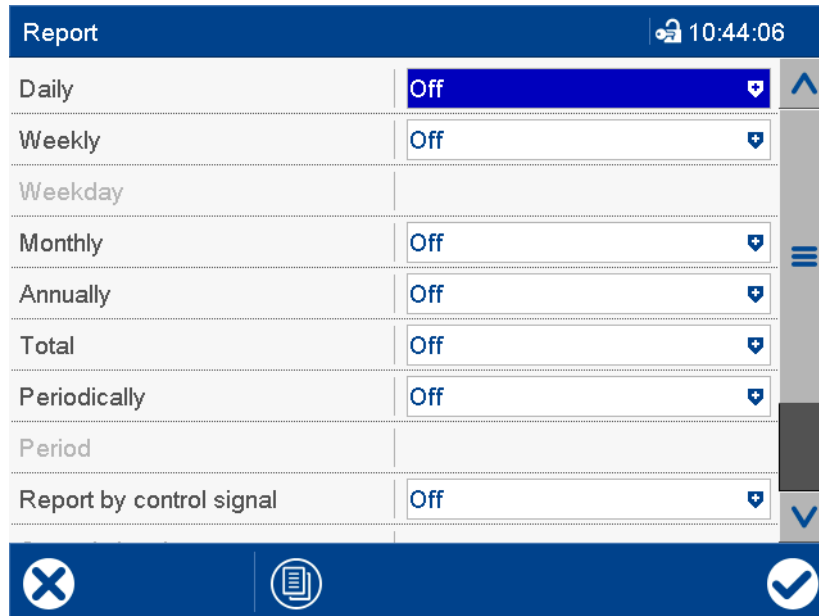 Report 10:44:06
Daily Off
Weekly Off
Weekday
Monthly Off
Annually Off
Total Off
Periodically Off
Period
Report by control signal Off